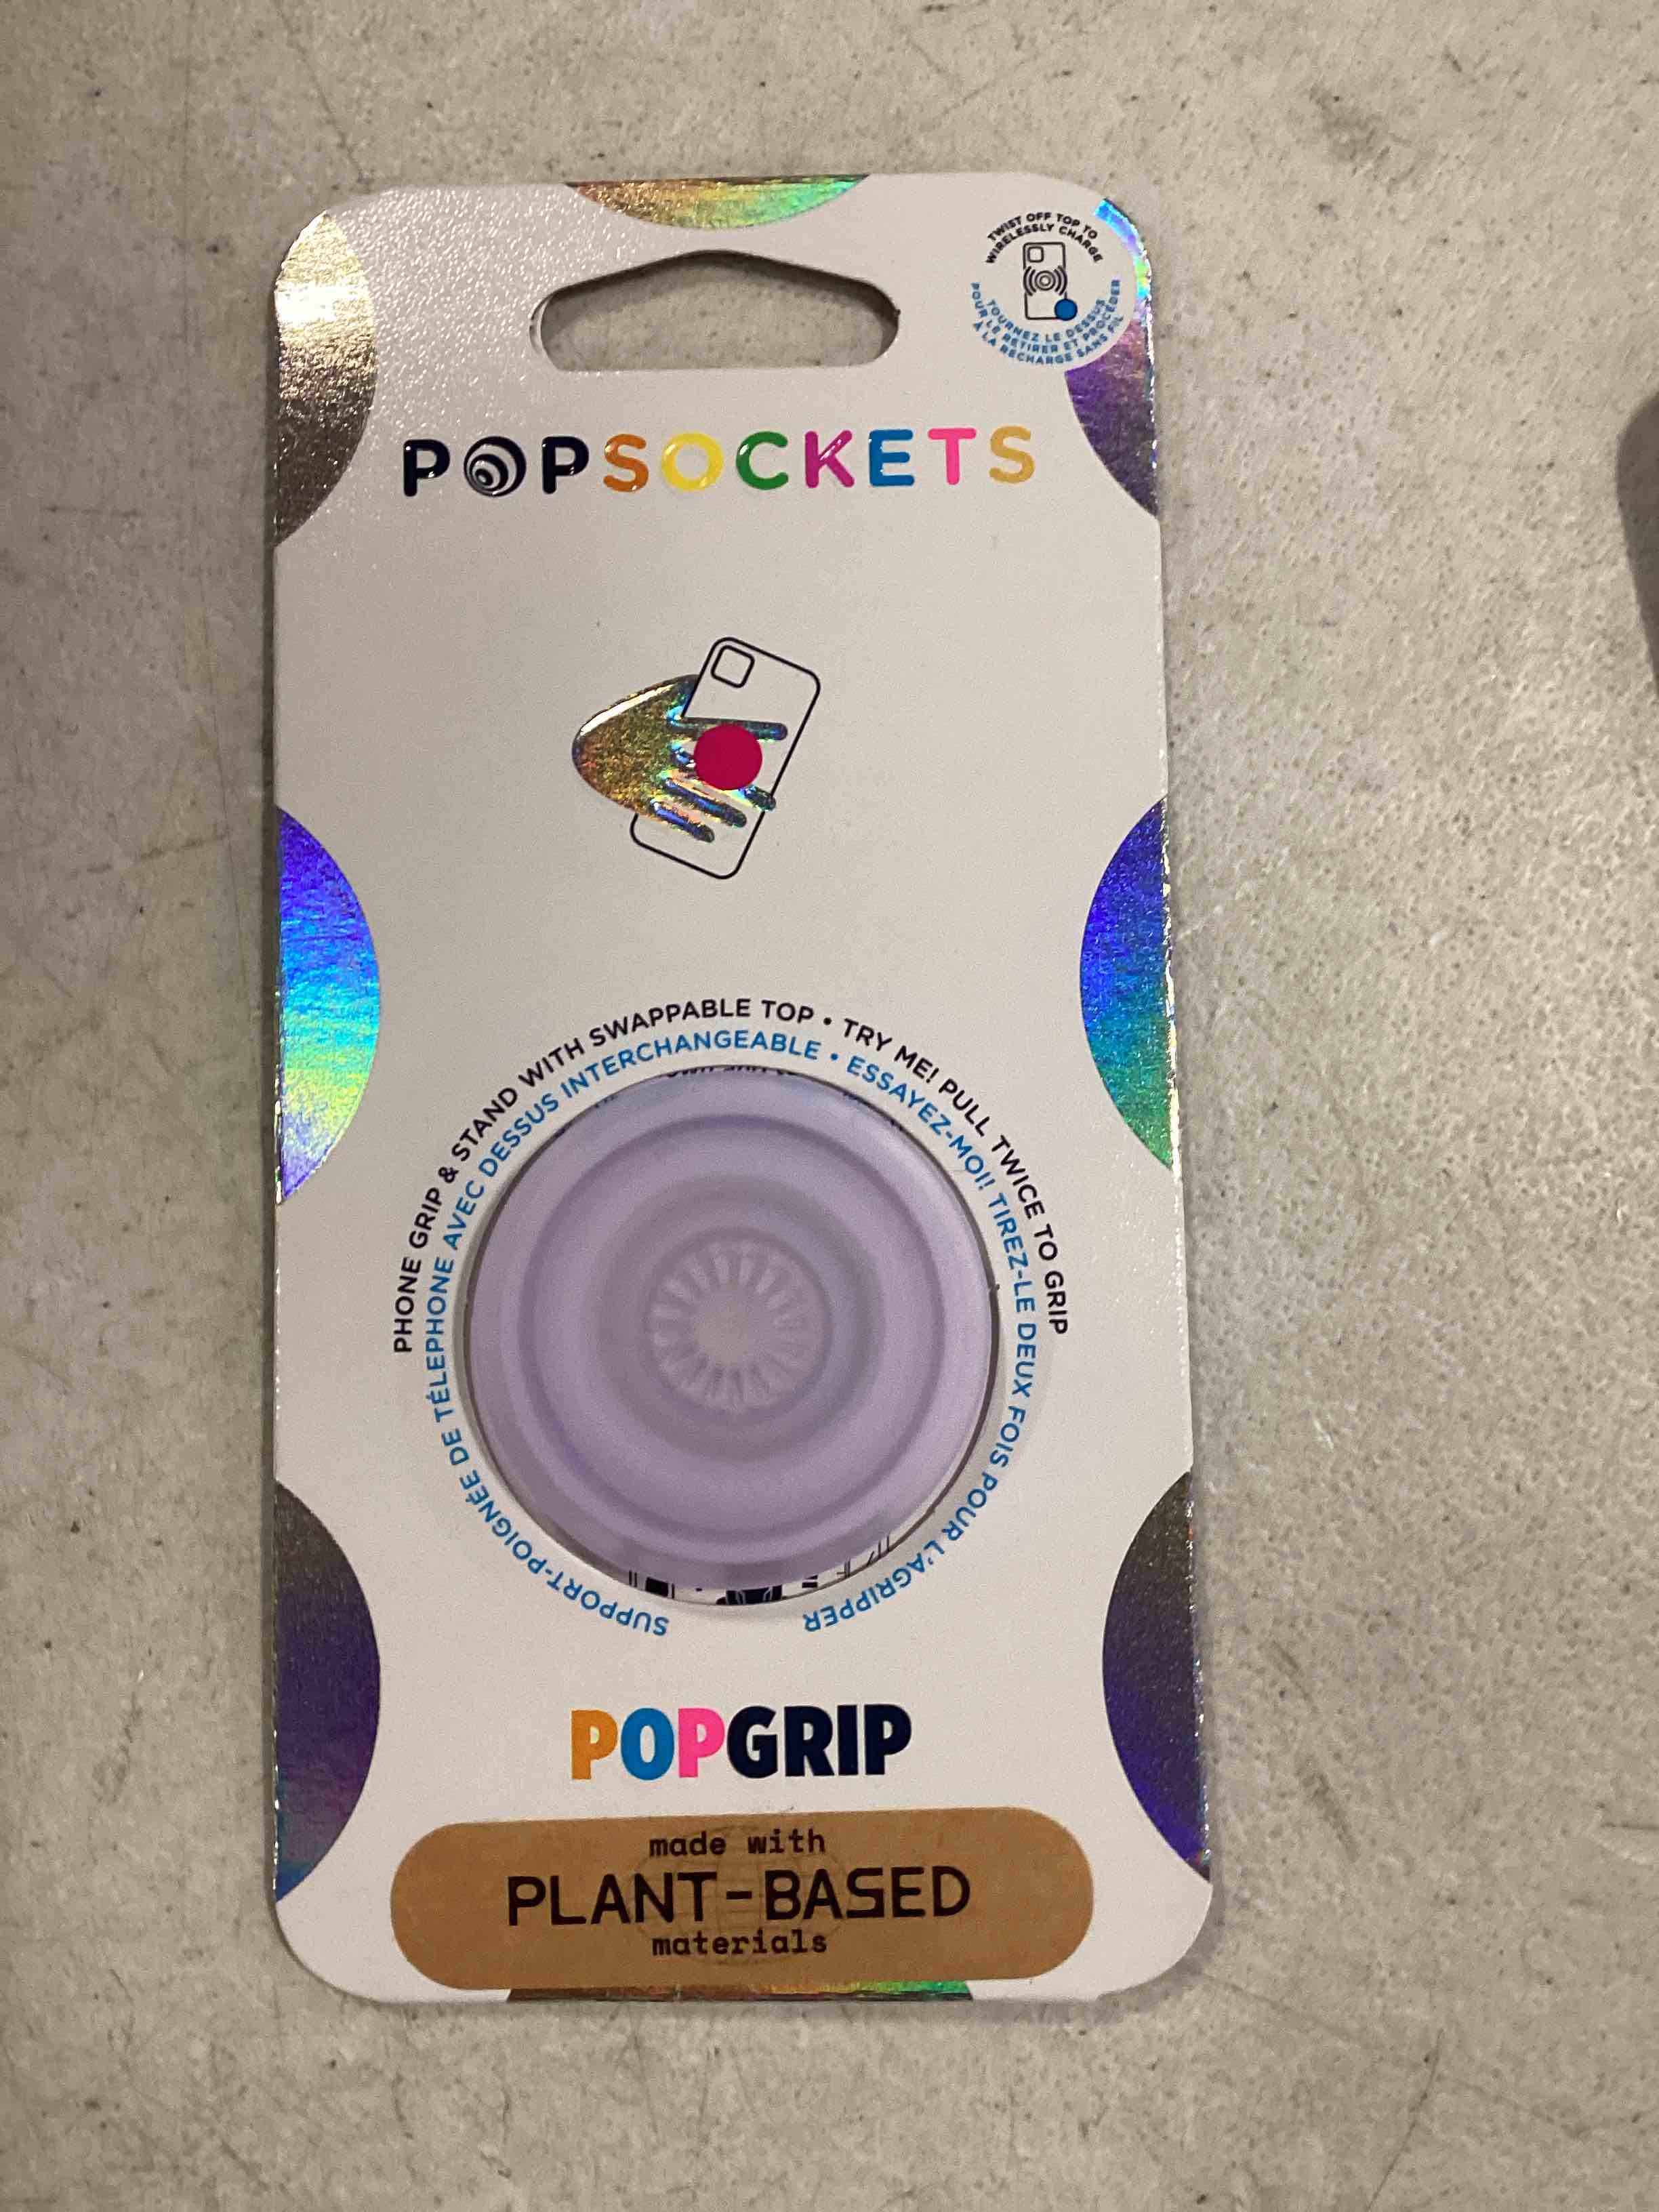 TWIST OFF TOP TO
WIRELESSLY CHARGE
TOURNEZ LE DESSUS
POUR LE RETIRER ET PROCÉDER
À LA RECHARGE SANS FIL
POPSOCKETS
PHONE GRIP & STAND WITH SWAPPABLE TOP • TRY ME! PULL TWICE TO GRIP
SUPPORT-POIGNÉE DE TÉLEPHONE AVEC DESSUS INTERCHANGEABLE • ESSAYEZ-MOI! TIREZ-LE DEUX FOIS POUR L'AGRIPPER
POPGRIP
made with
PLANT-BASED
materials